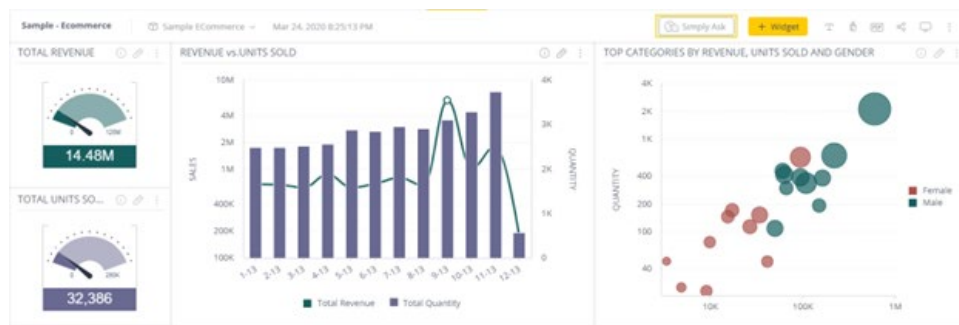 Sample - Ecommerce
Sample ECommerce
Mar 24, 2020 8:25:13 PM
Simply Ask
+ Widget
TOTAL REVENUE
0 120M
14.48M
TOTAL UNITS SO...
0 280K
32,386
REVENUE vs.UNITS SOLD
10M
4M
2M
1M
400K
200K
100K
SALES
4K
3K
2K
1K
0
QUANTITY
1-13 2-13 3-13 4-13 5-13 6-13 7-13 8-13 9-13 10-13 11-13 12-13
Total Revenue Total Quantity
TOP CATEGORIES BY REVENUE, UNITS SOLD AND GENDER
4K
2K
1K
400
200
100
40
QUANTITY
10K 100K 1M
Female
Male